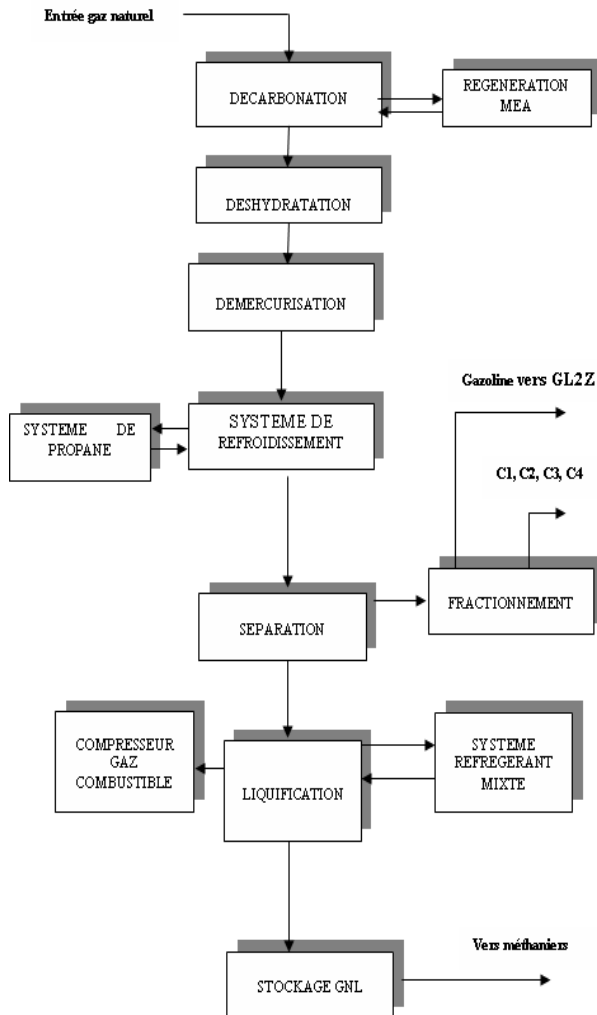 Entrée gaz naturel
DECARBONATION
REGENERATION
MEA
DESHYDRATATION
DEMERCURISATION
Gazoline vers GL2Z
SYSTEME DE
PROPANE
SYSTEME DE
REFROIDISSEMENT
C1, C2, C3, C4
SEPARATION
FRACTIONNEMENT
COMPRESSEUR
GAZ
COMBUSTIBLE
LIQUIFICATION
SYSTEME
REFREGERANT
MIXTE
Vers méthaniers
STOCKAGE GNL